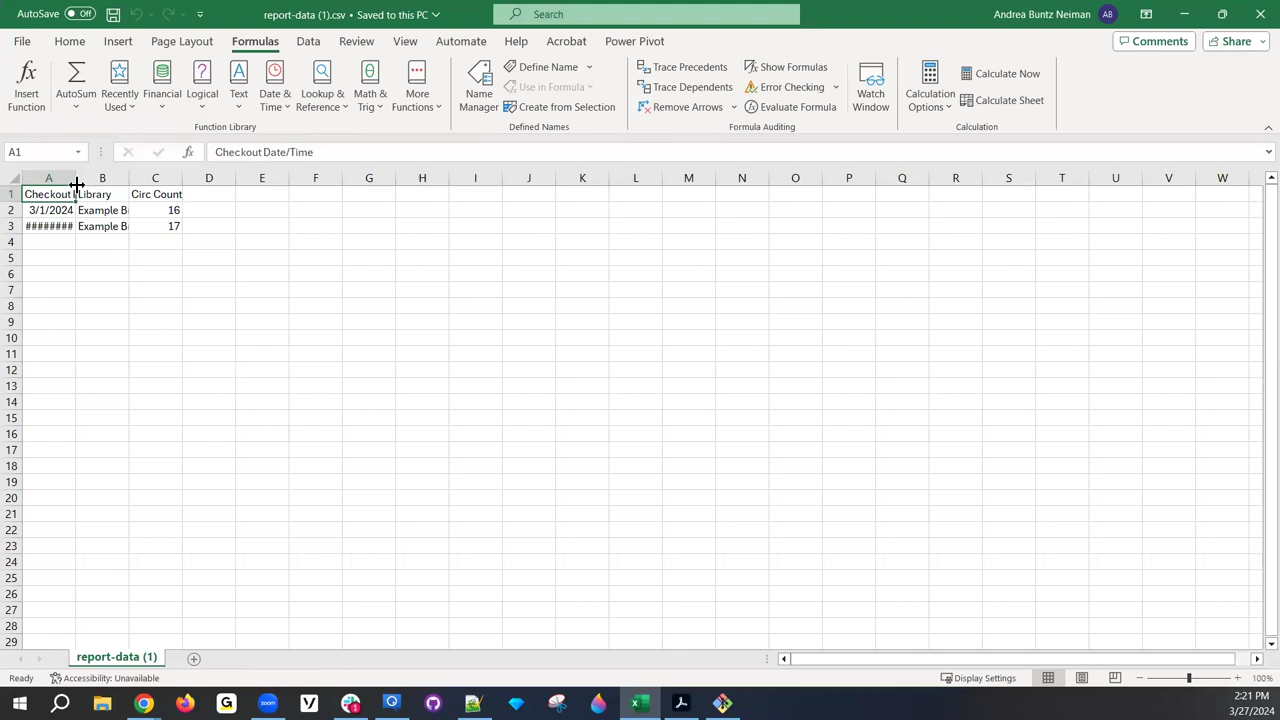 AutoSave Off report-data (1).csv • Saved to this PC Search Andrea Buntz Neiman AB
File Home Insert Page Layout Formulas Data Review View Automate Help Acrobat Power Pivot Comments Share
Insert Function
AutoSum
Recently Used
Financial
Logical
Text
Date & Time
Lookup & Reference
Math & Trig
More Functions
Function Library
Name Manager
Define Name
Use in Formula
Create from Selection
Defined Names
Trace Precedents
Trace Dependents
Remove Arrows
Show Formulas
Error Checking
Evaluate Formula
Formula Auditing
Watch Window
Calculation Options
Calculate Now
Calculate Sheet
Calculation
A1 fx Checkout Date/Time
A B C D E F G H I J K L M N O P Q R S T U V W
1 Checkout Library Circ Count
2 3/1/2024 Example B 16
3 ######## Example B 17
4
5
6
7
8
9
10
11
12
13
14
15
16
17
18
19
20
21
22
23
24
25
26
27
28
29
report-data (1)
Ready Accessibility: Unavailable Display Settings 100%
2:21 PM
3/27/2024